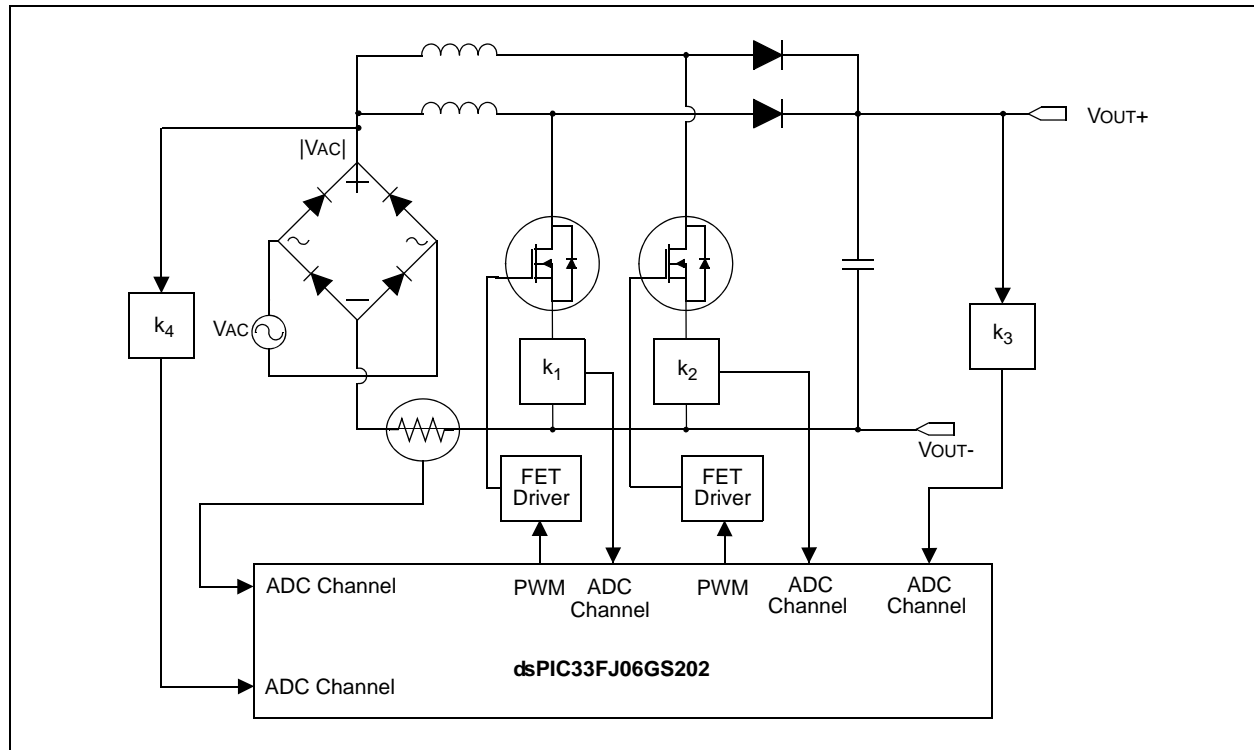 VOUT+
|VAC|
k4
VAC
k1
k2
k3
VOUT-
FET
Driver
FET
Driver
ADC Channel
PWM
ADC
Channel
PWM
ADC
Channel
ADC
Channel
dsPIC33FJ06GS202
ADC Channel